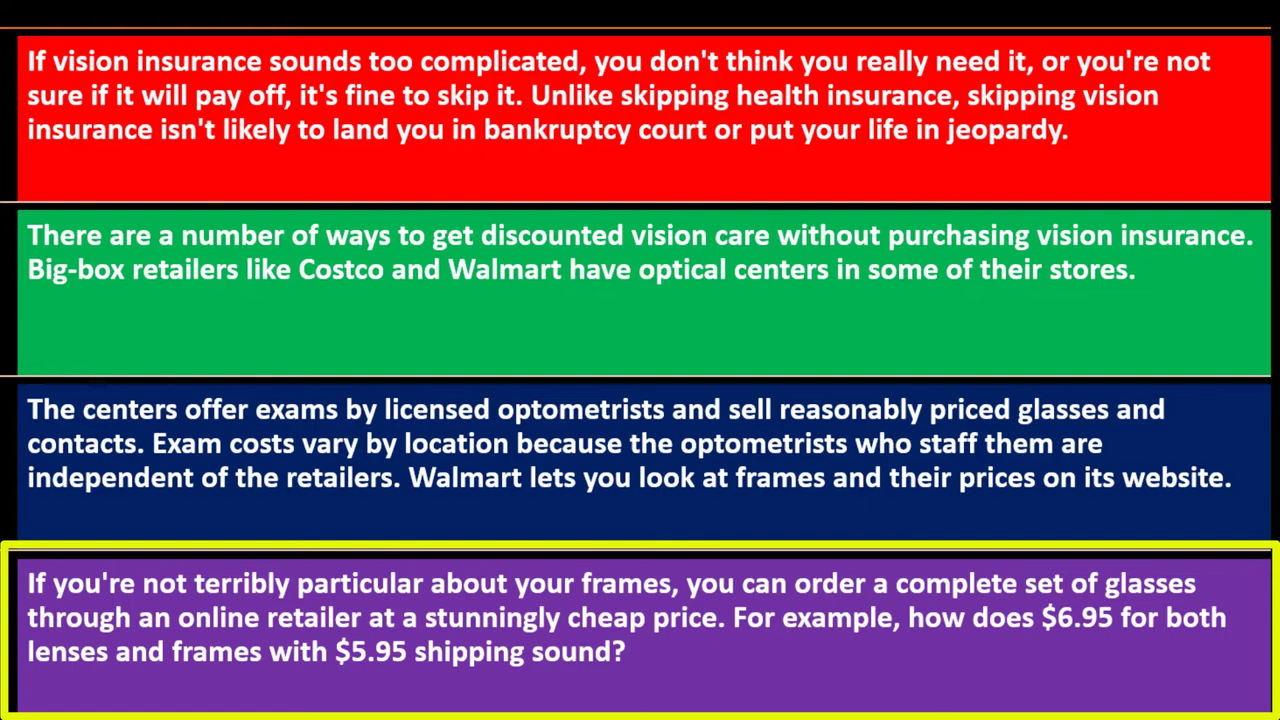 If vision insurance sounds too complicated, you don't think you really need it, or you're not
sure if it will pay off, it's fine to skip it. Unlike skipping health insurance, skipping vision
insurance isn't likely to land you in bankruptcy court or put your life in jeopardy.
There are a number of ways to get discounted vision care without purchasing vision insurance.
Big-box retailers like Costco and Walmart have optical centers in some of their stores.
The centers offer exams by licensed optometrists and sell reasonably priced glasses and
contacts. Exam costs vary by location because the optometrists who staff them are
independent of the retailers. Walmart lets you look at frames and their prices on its website.
If you're not terribly particular about your frames, you can order a complete set of glasses
through an online retailer at a stunningly cheap price. For example, how does $6.95 for both
lenses and frames with $5.95 shipping sound?